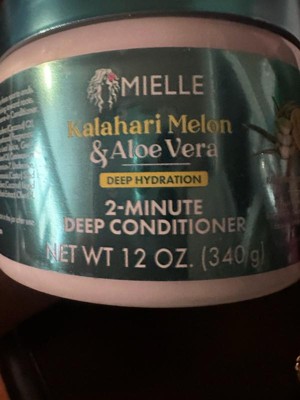 MIELLE
Kalahari Melon
& Aloe Vera
DEEP HYDRATION
2-MINUTE
DEEP CONDITIONER
NET WT 12 OZ. (340 g)